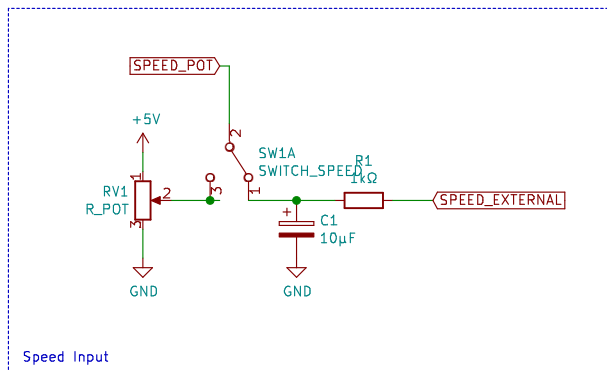 SPEED_POT
+5V
2
SW1A
SWITCH_SPEED
R1
1kΩ
1
RV1
R_POT
2
3
1
SPEED_EXTERNAL
3
+
C1
10µF
GND
GND
Speed Input